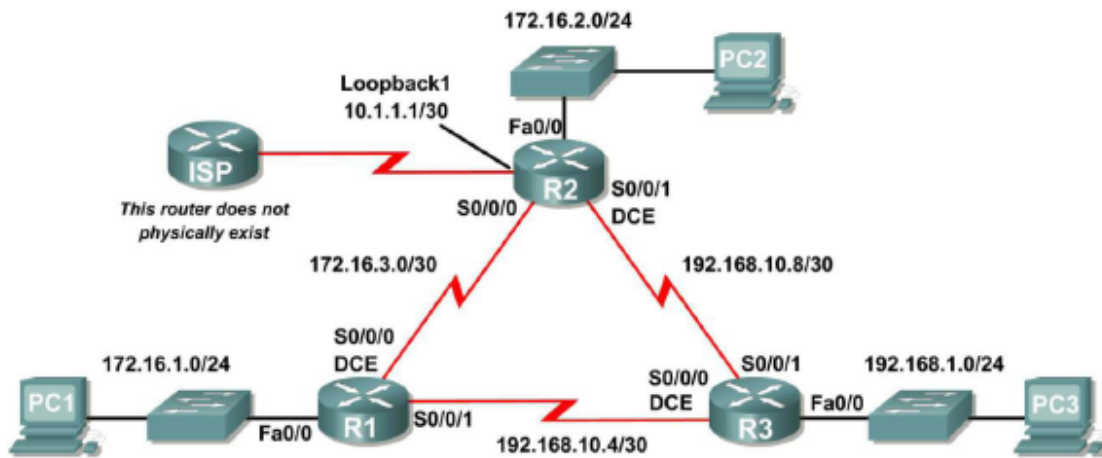 172.16.2.0/24
PC2
Loopback1
10.1.1.1/30
Fa0/0
ISP
R2
This router does not
physically exist
S0/0/0
S0/0/1
DCE
172.16.3.0/30
192.168.10.8/30
S0/0/0
DCE
172.16.1.0/24
S0/0/1
192.168.1.0/24
S0/0/0
DCE
PC1
Fa0/0
R1
S0/0/1
192.168.10.4/30
R3
Fa0/0
PC3